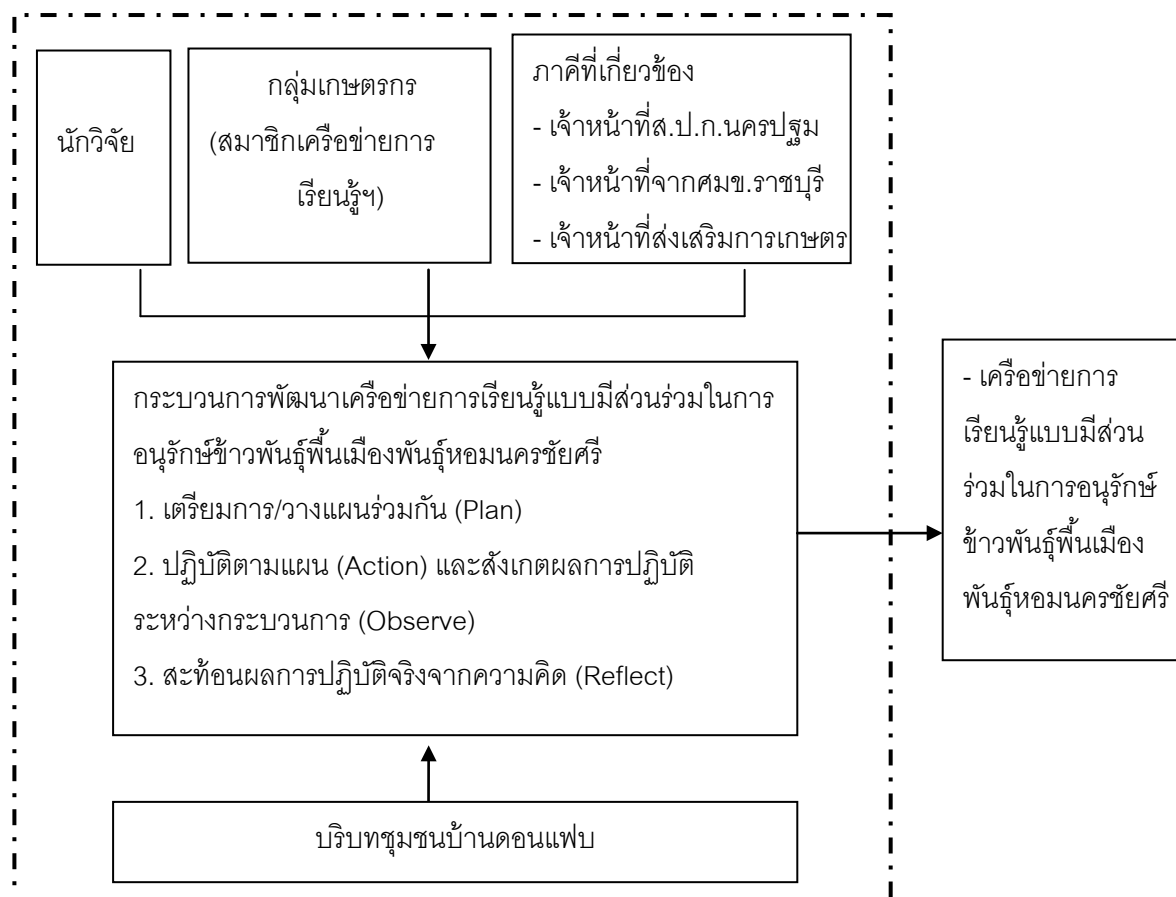 นักวิจัย
กลุ่มเกษตรกร
(สมาชิกเครือข่ายการ
เรียนรู้ฯ)
ภาคีที่เกี่ยวข้อง
- เจ้าหน้าที่ส.ป.ก.นครปฐม
- เจ้าหน้าที่จากศมข.ราชบุรี
- เจ้าหน้าที่ส่งเสริมการเกษตร
กระบวนการพัฒนาเครือข่ายการเรียนรู้แบบมีส่วนร่วมในการ
อนุรักษ์ข้าวพันธุ์พื้นเมืองพันธุ์หอมนครชัยศรี
1. เตรียมการ/วางแผนร่วมกัน (Plan)
2. ปฏิบัติตามแผน (Action) และสังเกตผลการปฏิบัติ
ระหว่างกระบวนการ (Observe)
3. สะท้อนผลการปฏิบัติจริงจากความคิด (Reflect)
บริบทชุมชนบ้านดอนแฟบ
- เครือข่ายการ
เรียนรู้แบบมีส่วน
ร่วมในการอนุรักษ์
ข้าวพันธุ์พื้นเมือง
พันธุ์หอมนครชัยศรี